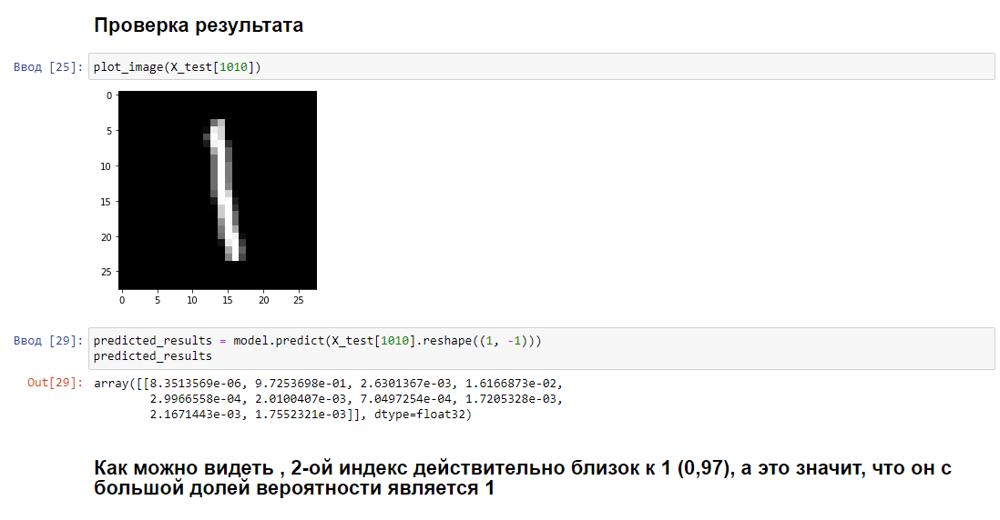 Проверка результата
Ввод [25]: plot_image(X_test[1010])
0
5
10
15
20
25
0 5 10 15 20 25
Ввод [29]: predicted_results = model.predict(X_test[1010].reshape((1, -1)))
predicted_results
Out[29]: array([[8.3513569e-06, 9.7253698e-01, 2.6301367e-03, 1.6166873e-02,
2.9966558e-04, 2.0100407e-03, 7.0497254e-04, 1.7205328e-03,
2.1671443e-03, 1.7552321e-03]], dtype=float32)
Как можно видеть , 2-ой индекс действительно близок к 1 (0,97), а это значит, что он с
большой долей вероятности является 1